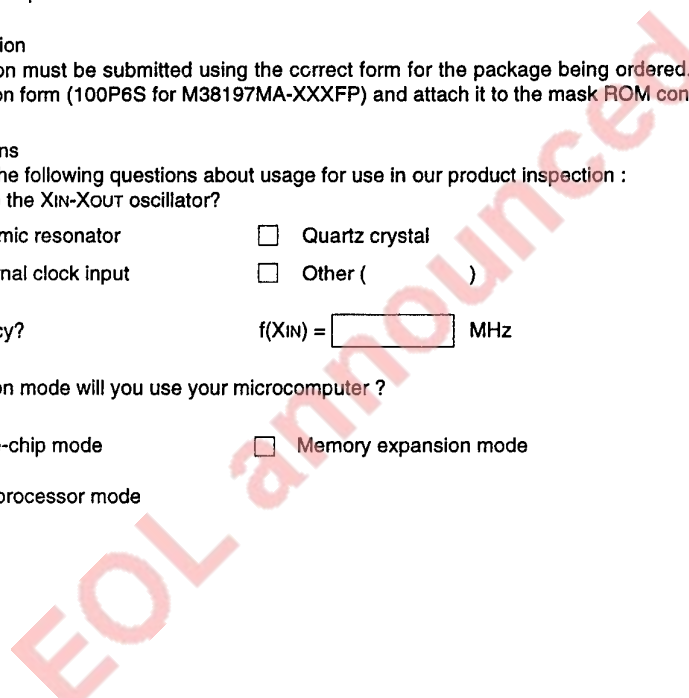 ion
on must be submitted using the correct form for the package being ordered.
on form (100P6S for M38197MA-XXXFP) and attach it to the mask ROM con
ns
he following questions about usage for use in our product inspection :
the XIN-XOUT oscillator?
mic resonator □ Quartz crystal
nal clock input □ Other ( )
cy? f(XIN) = MHz
on mode will you use your microcomputer ?
-chip mode □ Memory expansion mode
processor mode
EOL announced